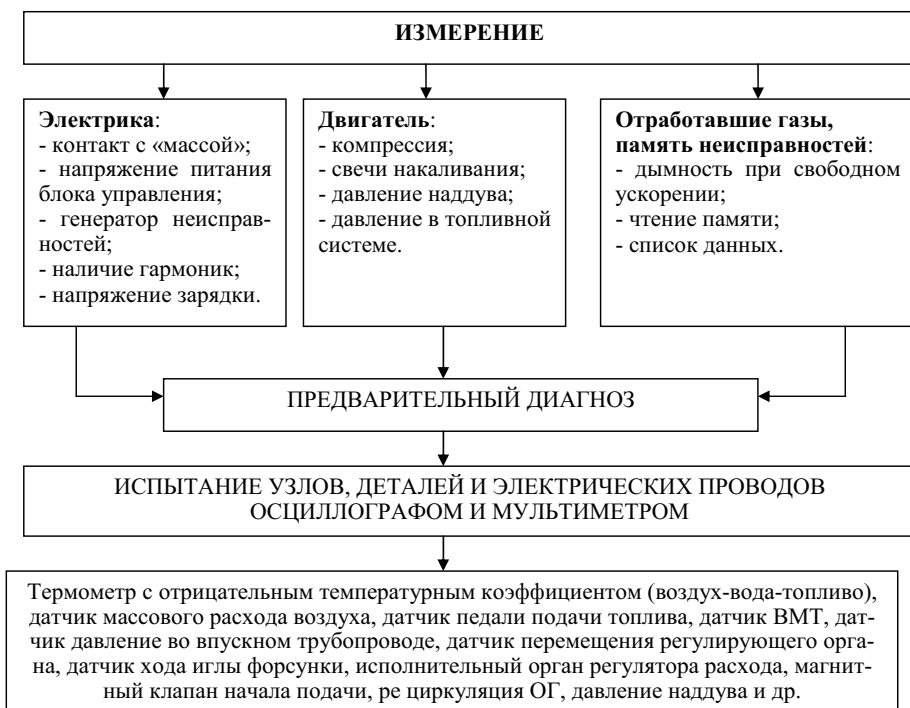 ИЗМЕРЕНИЕ
Электрика:
- контакт с «массой»;
- напряжение питания
блока управления;
- генератор неисправ-
ностей;
- наличие гармоник;
- напряжение зарядки.
Двигатель:
- компрессия;
- свечи накаливания;
- давление наддува;
- давление в топливной
системе.
Отработавшие газы,
память неисправностей:
- дымность при свободном
ускорении;
- чтение памяти;
- список данных.
ПРЕДВАРИТЕЛЬНЫЙ ДИАГНОЗ
ИСПЫТАНИЕ УЗЛОВ, ДЕТАЛЕЙ И ЭЛЕКТРИЧЕСКИХ ПРОВОДОВ
ОСЦИЛЛОГРАФОМ И МУЛЬТИМЕТРОМ
Термометр с отрицательным температурным коэффициентом (воздух-вода-топливо),
датчик массового расхода воздуха, датчик педали подачи топлива, датчик ВМТ, дат-
чик давление во впускном трубопроводе, датчик перемещения регулирующего орга-
на, датчик хода иглы форсунки, исполнительный орган регулятора расхода, магнит-
ный клапан начала подачи, ре циркуляция ОГ, давление наддува и др.